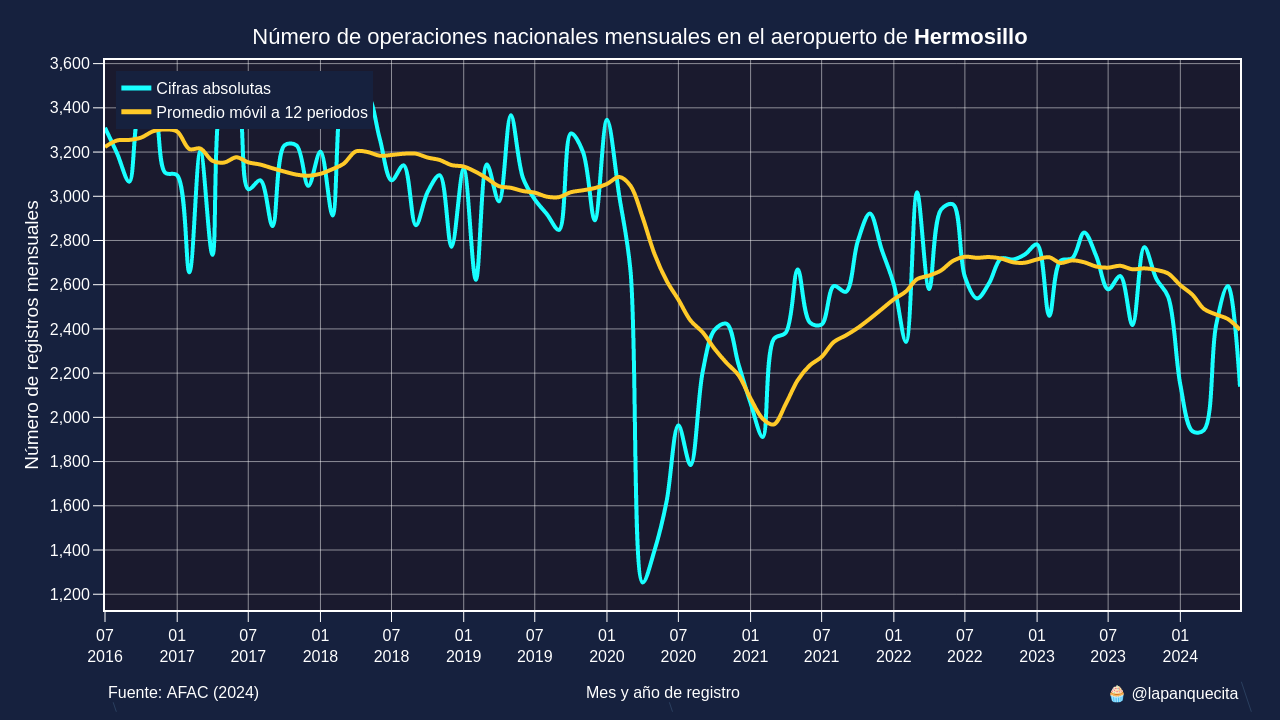 Número de operaciones nacionales mensuales en el aeropuerto de Hermosillo
Cifras absolutas
Promedio móvil a 12 periodos
Número de registros mensuales
3,600
3,400
3,200
3,000
2,800
2,600
2,400
2,200
2,000
1,800
1,600
1,400
1,200
07 01 07 01 07 01 07 01 07 01 07 01 07 01 07 01
2016 2017 2017 2018 2018 2019 2019 2020 2020 2021 2021 2022 2022 2023 2023 2024
Fuente: AFAC (2024) Mes y año de registro 🧁 @lapanquecita